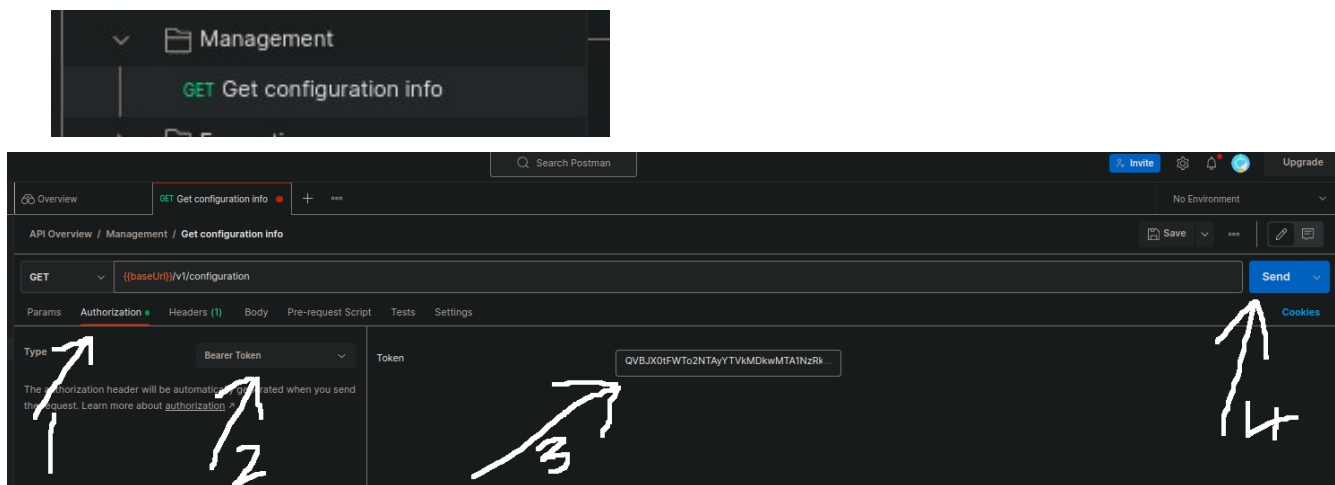 Management
GET Get configuration info
Search Postman
Invite
Upgrade
Overview
GET Get configuration info
No Environment
API Overview / Management / Get configuration info
Save
GET
{{baseUrl}}/v1/configuration
Send
Params Authorization Headers (1) Body Pre-request Script Tests Settings
Cookies
Type
Bearer Token
Token
QVBJX0tFWTo2NTAyYTVkMDkwMTA1NzRk...
The authorization header will be automatically generated when you send
the request. Learn more about authorization ↗
1
2
3
4